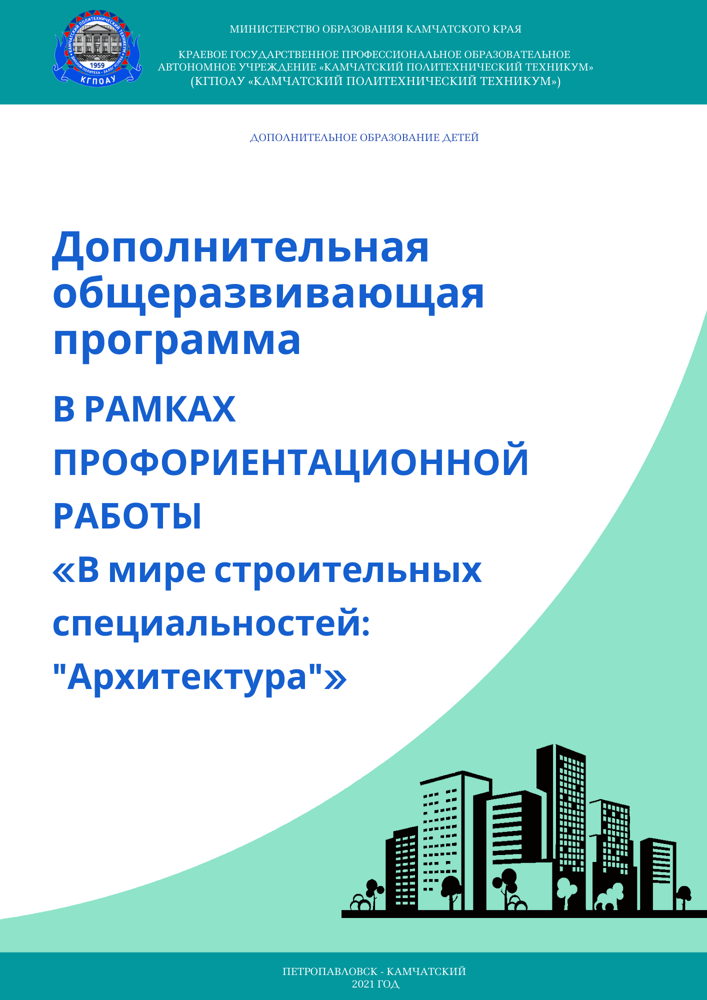 КАМЧАТСКИЙ ПОЛИТЕХНИЧЕСКИЙ ТЕХНИКУМ
1959
ДИПЛОМ ПОЛИТЕХА - ЗАЛОГ УСПЕХА
КГПОАУ
МИНИСТЕРСТВО ОБРАЗОВАНИЯ КАМЧАТСКОГО КРАЯ
КРАЕВОЕ ГОСУДАРСТВЕННОЕ ПРОФЕССИОНАЛЬНОЕ ОБРАЗОВАТЕЛЬНОЕ
АВТОНОМНОЕ УЧРЕЖДЕНИЕ «КАМЧАТСКИЙ ПОЛИТЕХНИЧЕСКИЙ ТЕХНИКУМ»
(КГПОАУ «КАМЧАТСКИЙ ПОЛИТЕХНИЧЕСКИЙ ТЕХНИКУМ»)
ДОПОЛНИТЕЛЬНОЕ ОБРАЗОВАНИЕ ДЕТЕЙ
Дополнительная
общеразвивающая
программа
В РАМКАХ
ПРОФОРИЕНТАЦИОННОЙ
РАБОТЫ
«В мире строительных
специальностей:
"Архитектура"»
ПЕТРОПАВЛОВСК - КАМЧАТСКИЙ
2021 ГОД